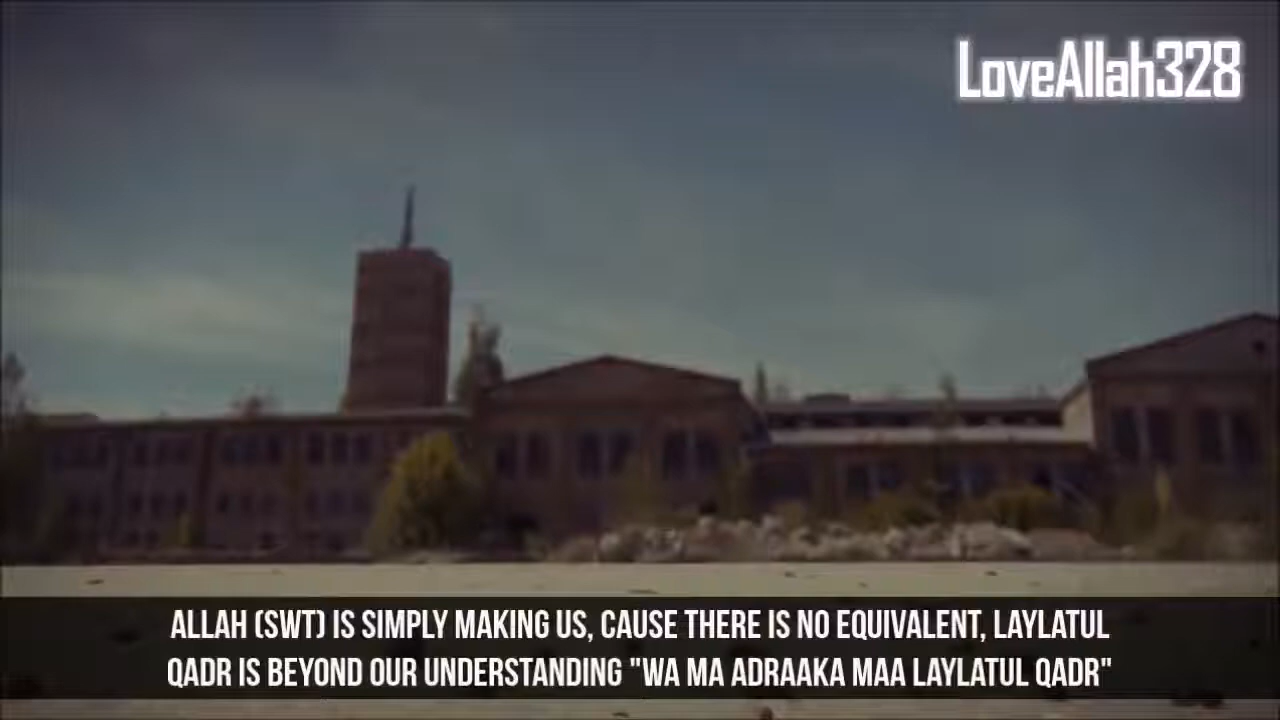 LoveAllah328
ALLAH (SWT) IS SIMPLY MAKING US, CAUSE THERE IS NO EQUIVALENT, LAYLATUL
QADR IS BEYOND OUR UNDERSTANDING "WA MA ADRAAKA MAA LAYLATUL QADR"